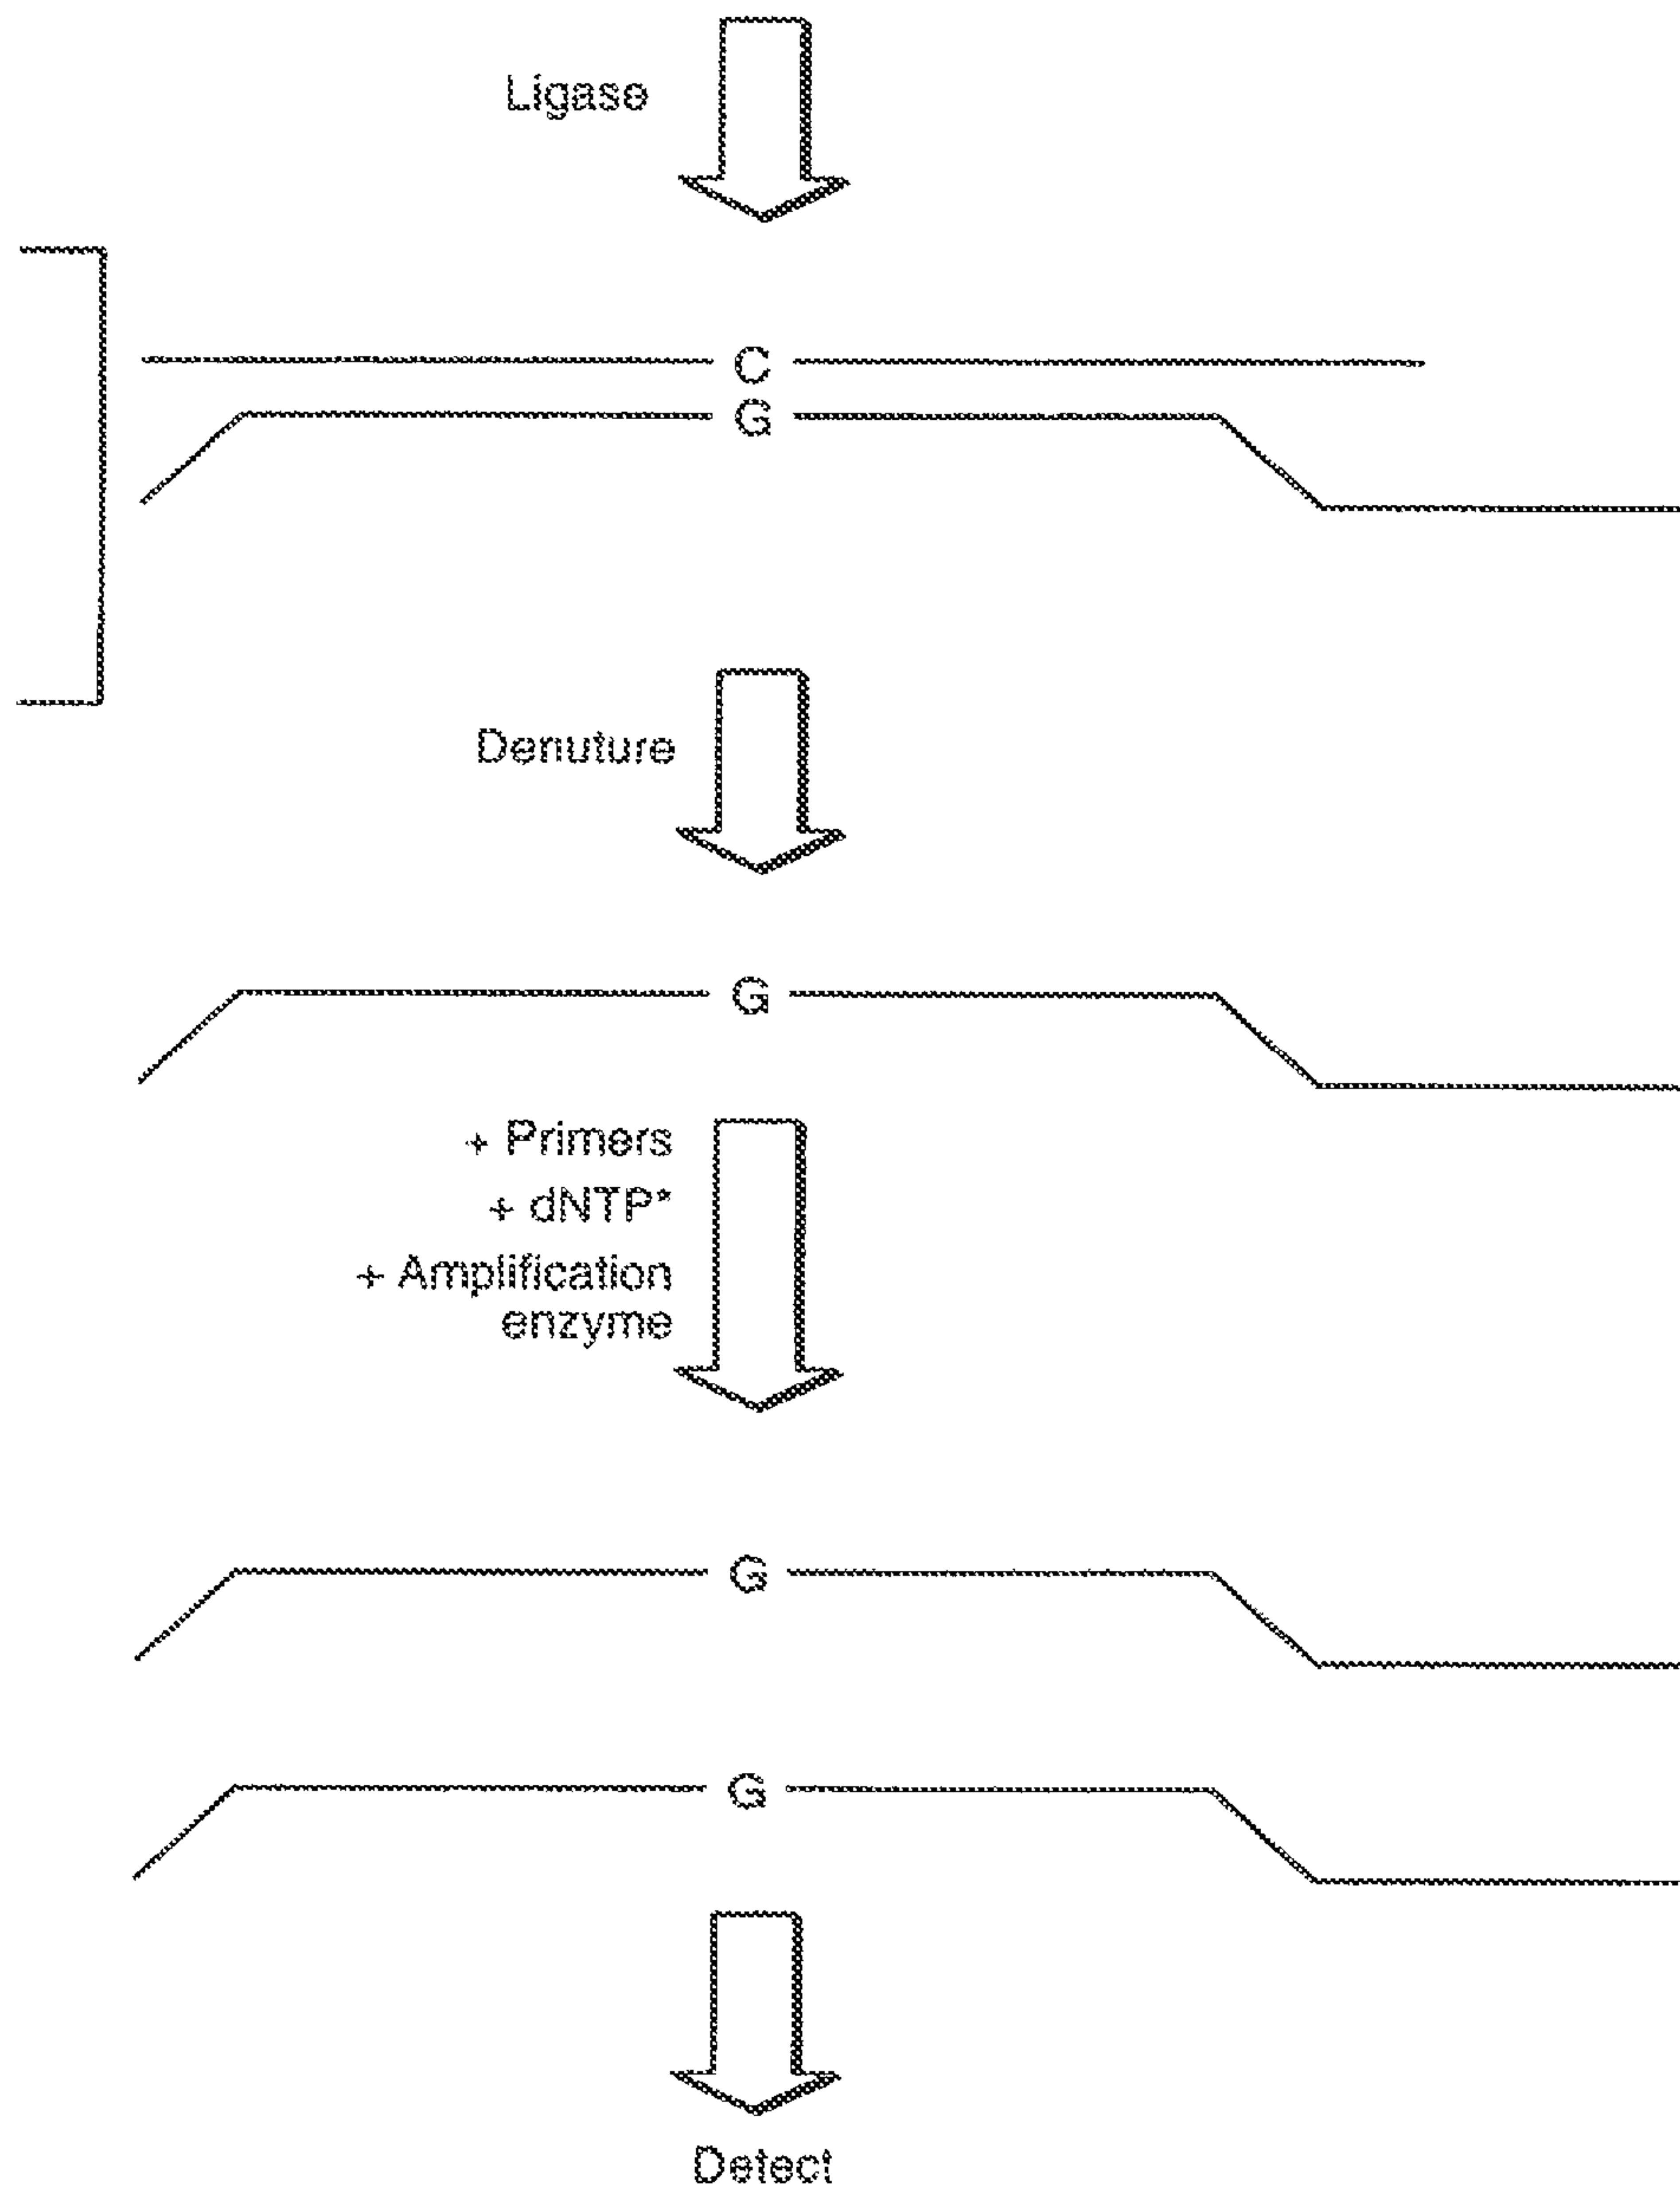 Ligase
C
G
Denuture
G
+ Primers
+ dNTP*
+ Amplification
enzyme
G
G
Detect